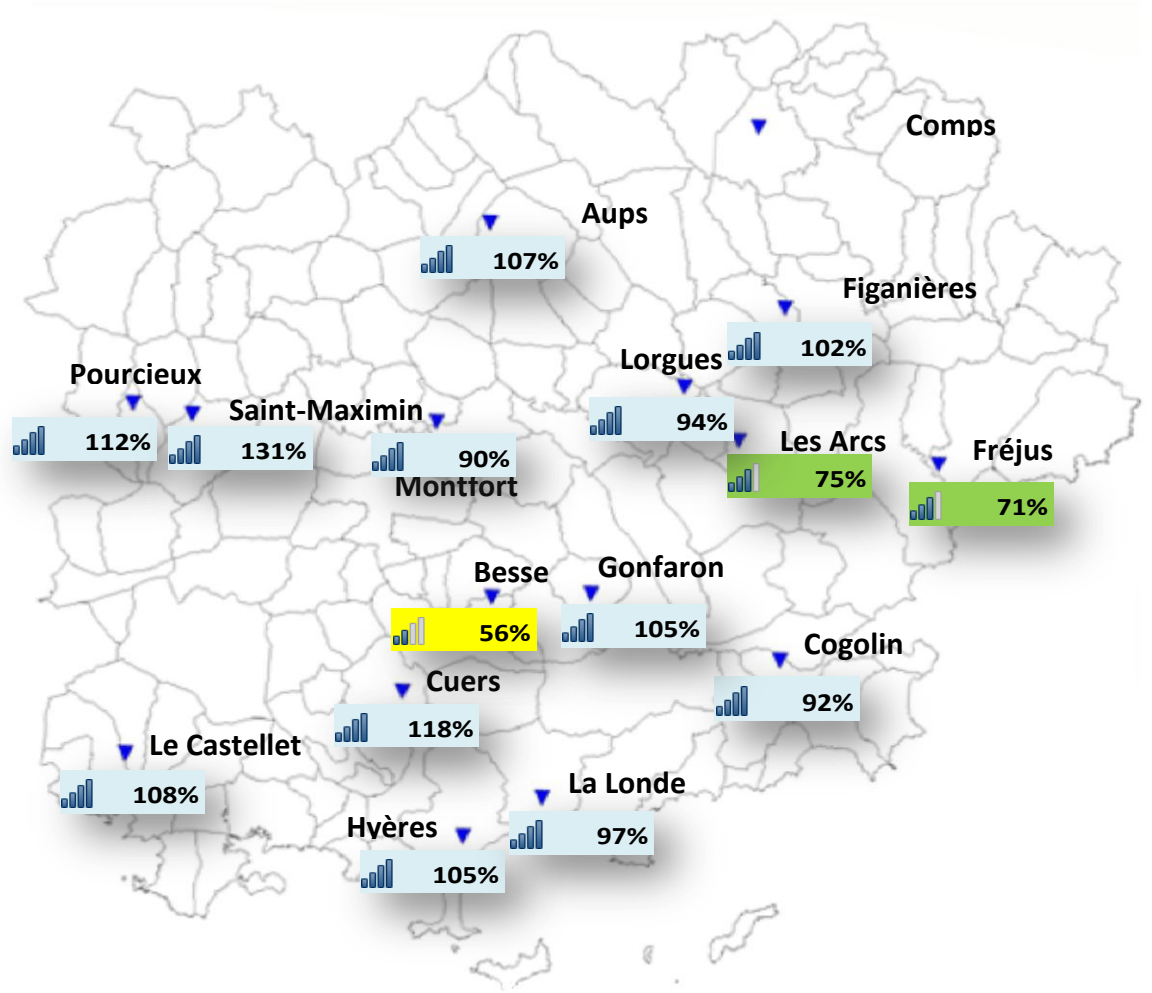 Comps
Aups
107%
Figanières
102%
Lorgues
94%
Pourcieux
112%
Saint-Maximin
131%
90%
Montfort
Les Arcs
75%
Fréjus
71%
Besse
56%
Gonfaron
105%
Cogolin
92%
Cuers
118%
Le Castellet
108%
La Londe
97%
Hyères
105%